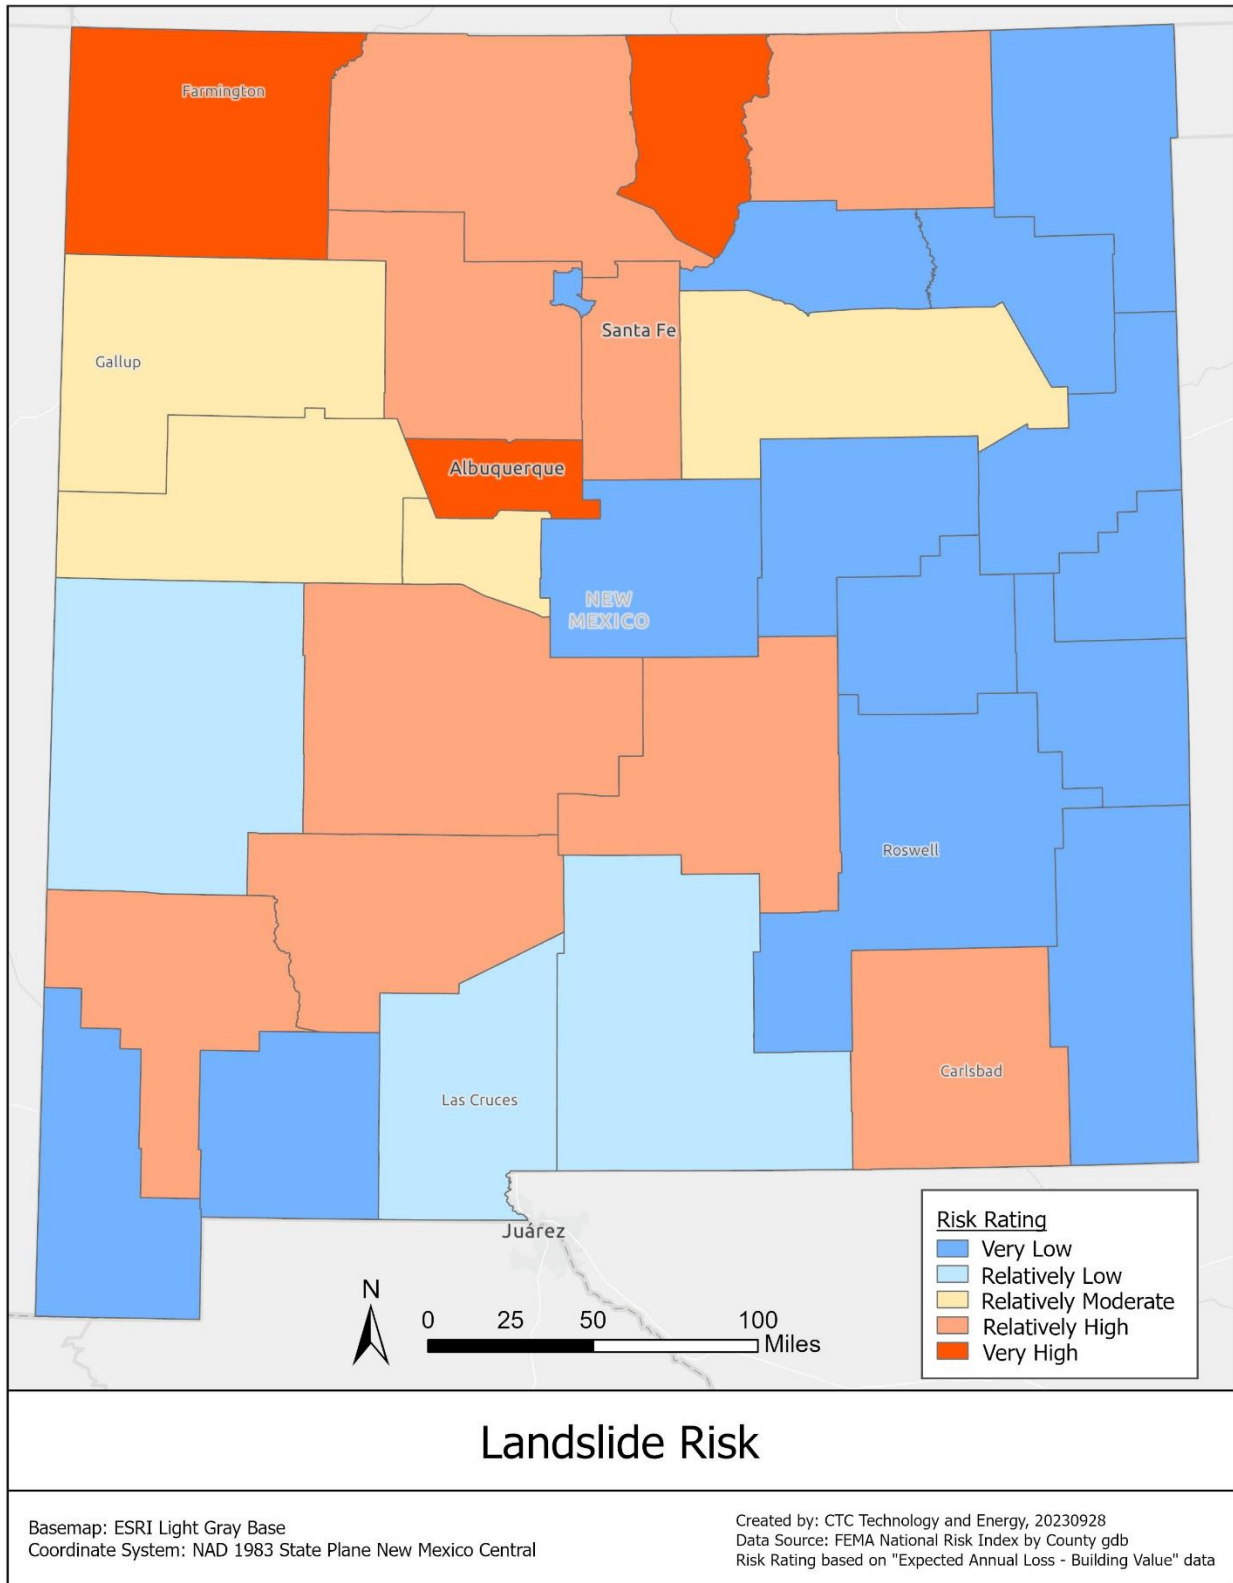 Farmington
Santa Fe
Gallup
Albuquerque
NEW
MEXICO
Roswell
Carlsbad
Las Cruces
Juárez
Risk Rating
Very Low
Relatively Low
Relatively Moderate
Relatively High
Very High
N
0 25 50 100
Miles
Landslide Risk
Basemap: ESRI Light Gray Base
Coordinate System: NAD 1983 State Plane New Mexico Central
Created by: CTC Technology and Energy, 20230928
Data Source: FEMA National Risk Index by County gdb
Risk Rating based on "Expected Annual Loss - Building Value" data